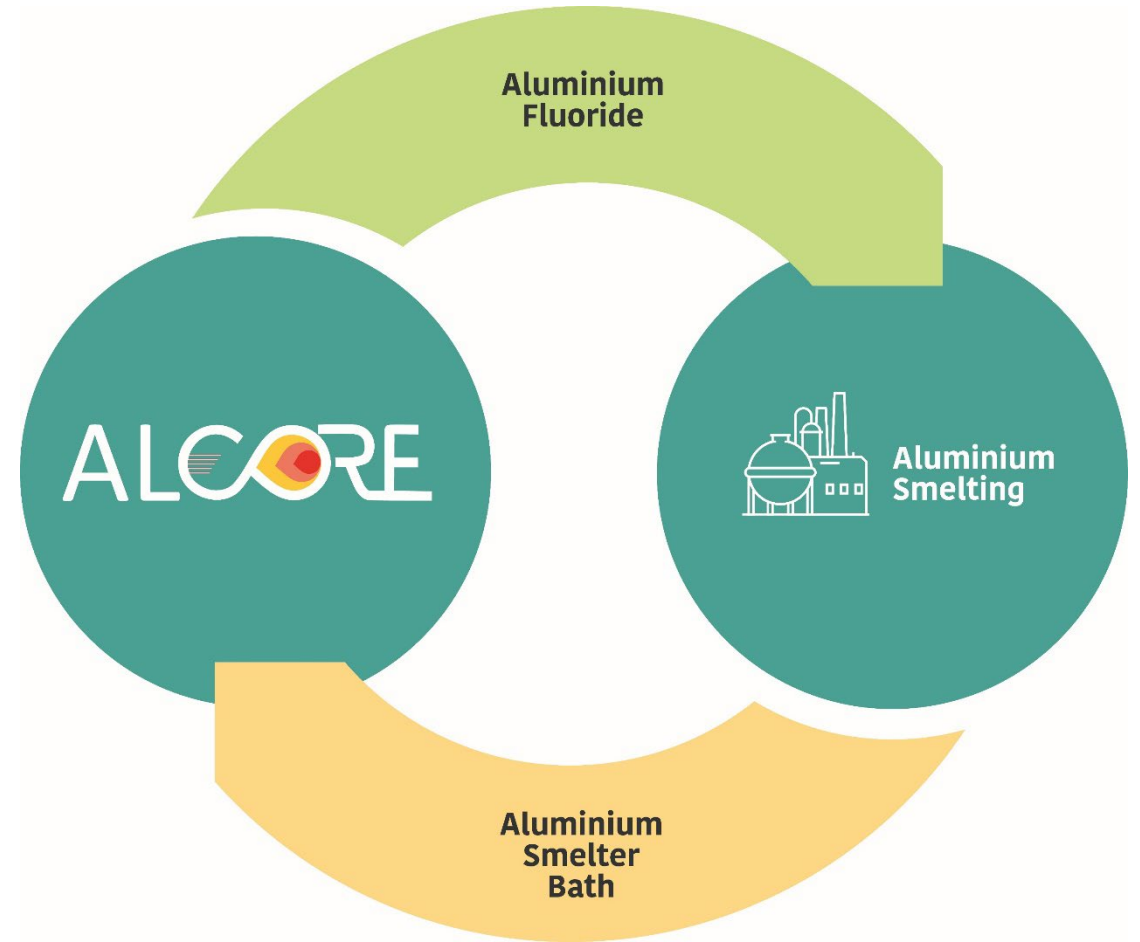 Aluminium
Fluoride
ALCORE
Aluminium
Smelting
Aluminium
Smelter
Bath